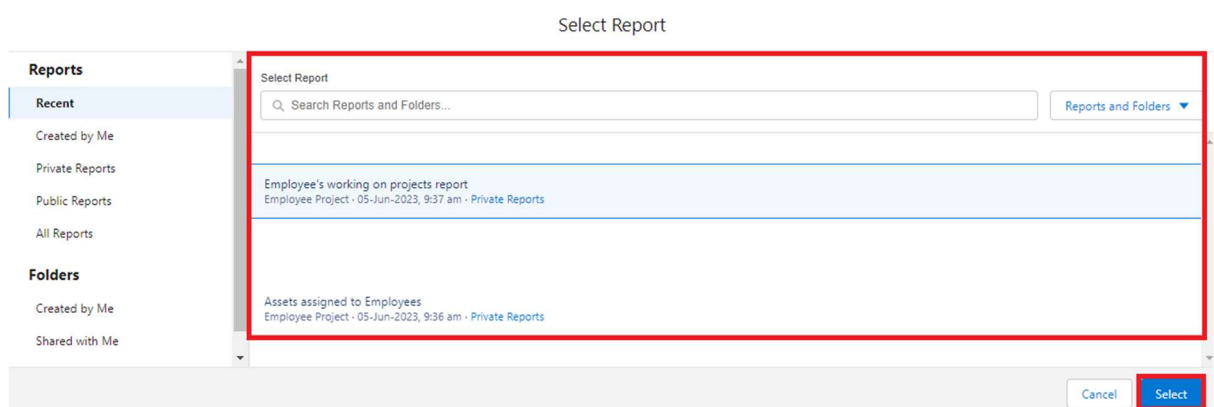 Select Report
Reports
Recent
Created by Me
Private Reports
Public Reports
All Reports
Folders
Created by Me
Shared with Me
Select Report
Search Reports and Folders...
Reports and Folders
Employee's working on projects report
Employee Project · 05-Jun-2023, 9:37 am · Private Reports
Assets assigned to Employees
Employee Project · 05-Jun-2023, 9:36 am · Private Reports
Cancel
Select